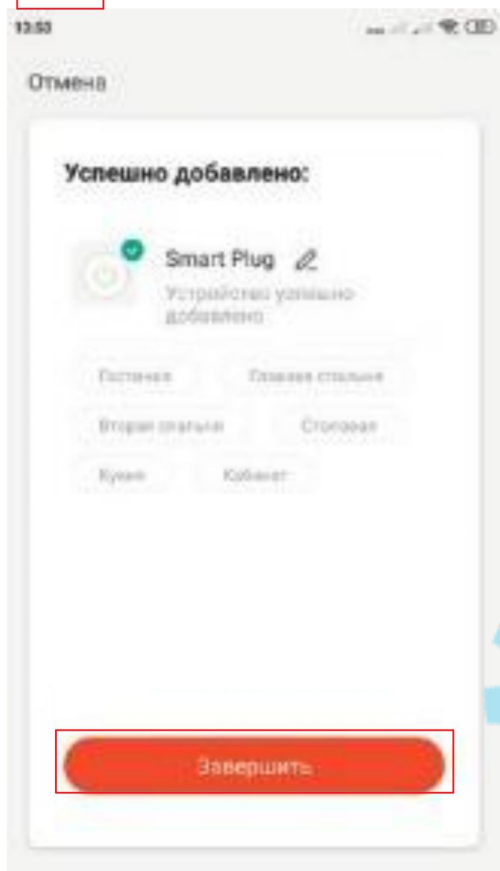 13:53
Отмена
Успешно добавлено:
Smart Plug
Устройство успешно
добавлено
Гостиная Главная спальня
Вторая спальня Столовая
Кухня Кабинет
Завершить